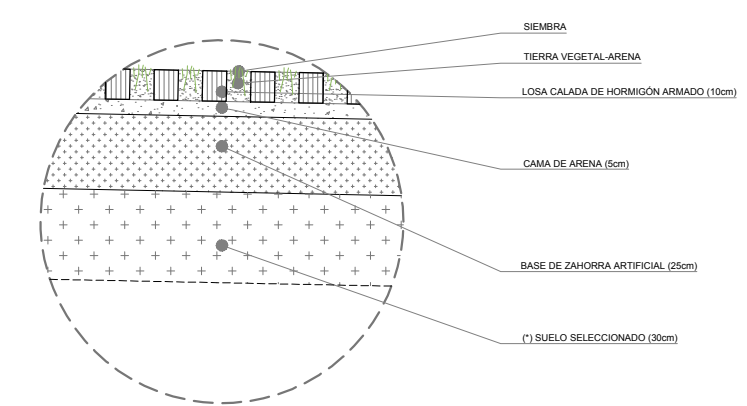 SIEMBRA
TIERRA VEGETAL-ARENA
LOSA CALADA DE HORMIGÓN ARMADO (10cm)
CAMA DE ARENA (5cm)
BASE DE ZAHORRA ARTIFICIAL (25cm)
(*) SUELO SELECCIONADO (30cm)